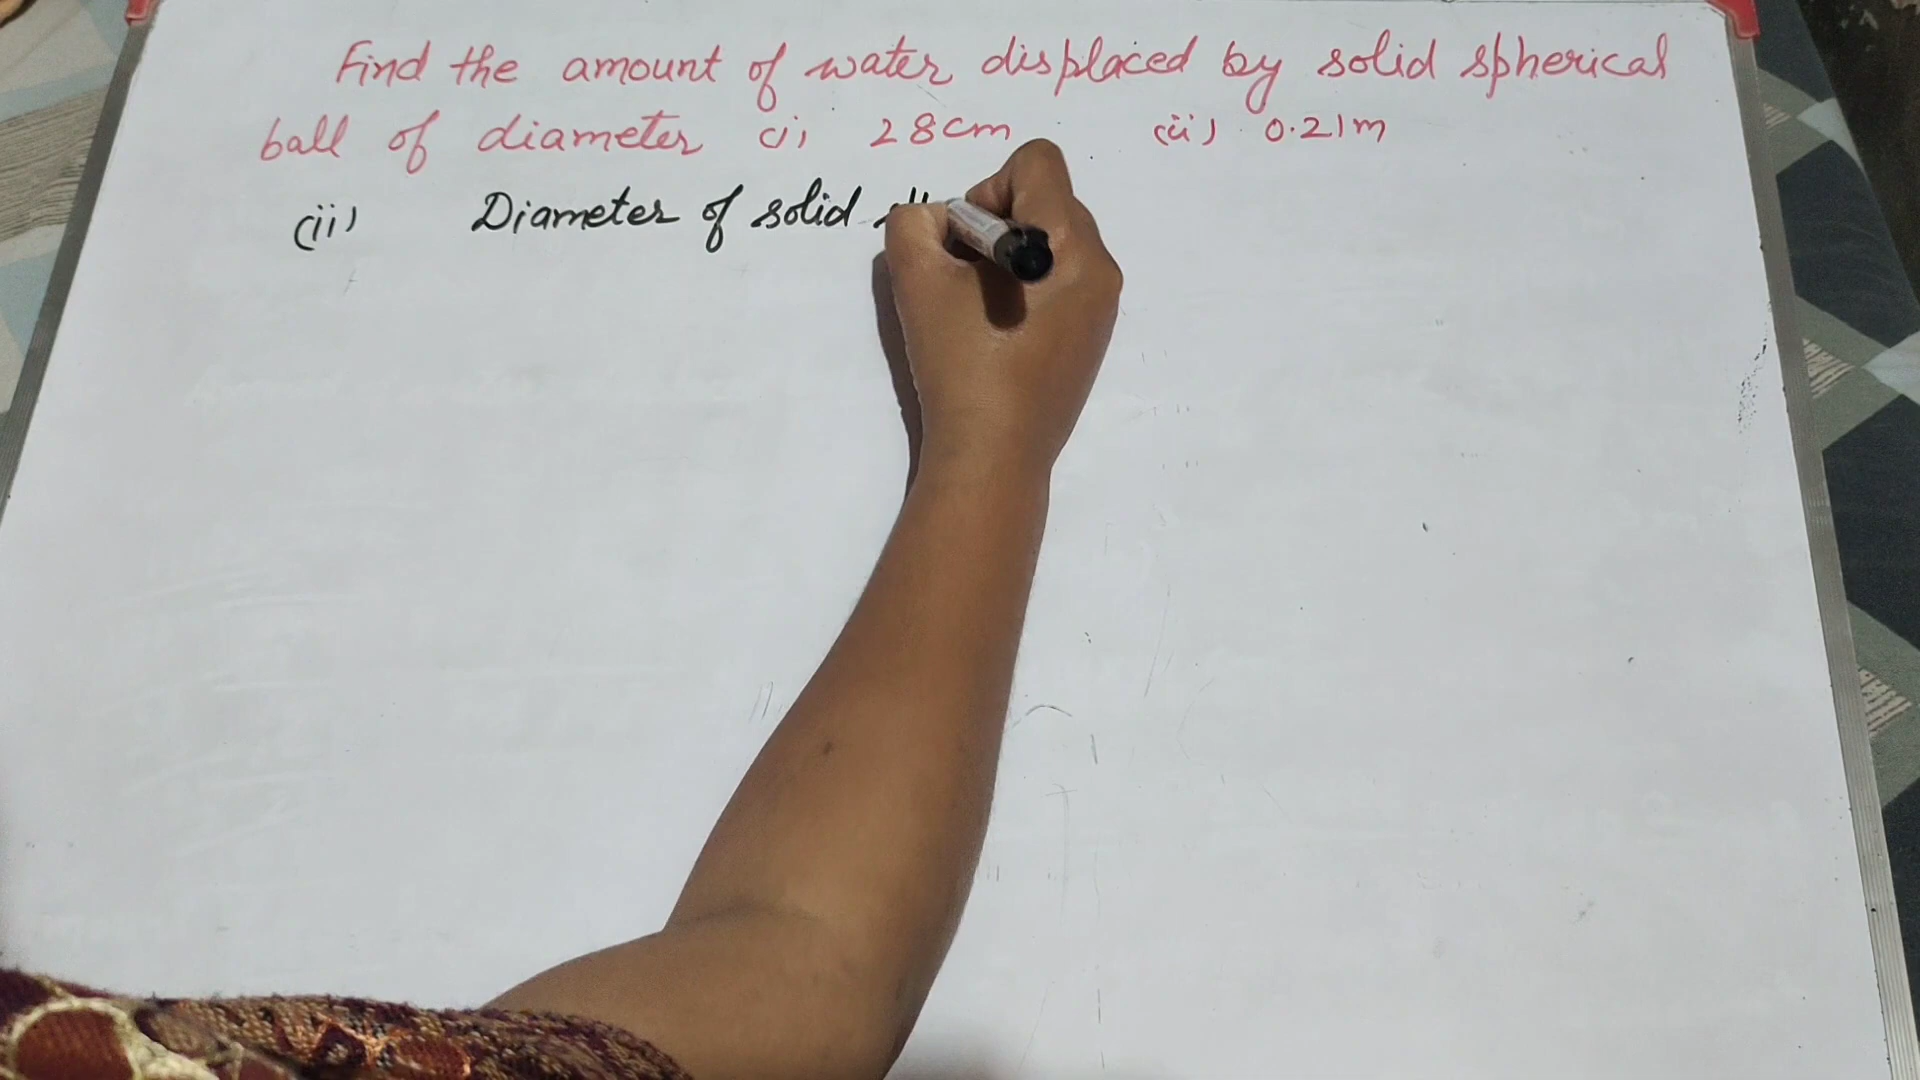 Find the amount of water displaced by solid spherical
ball of diameter (i) 28cm (ii) 0.21m
(ii) Diameter of solid